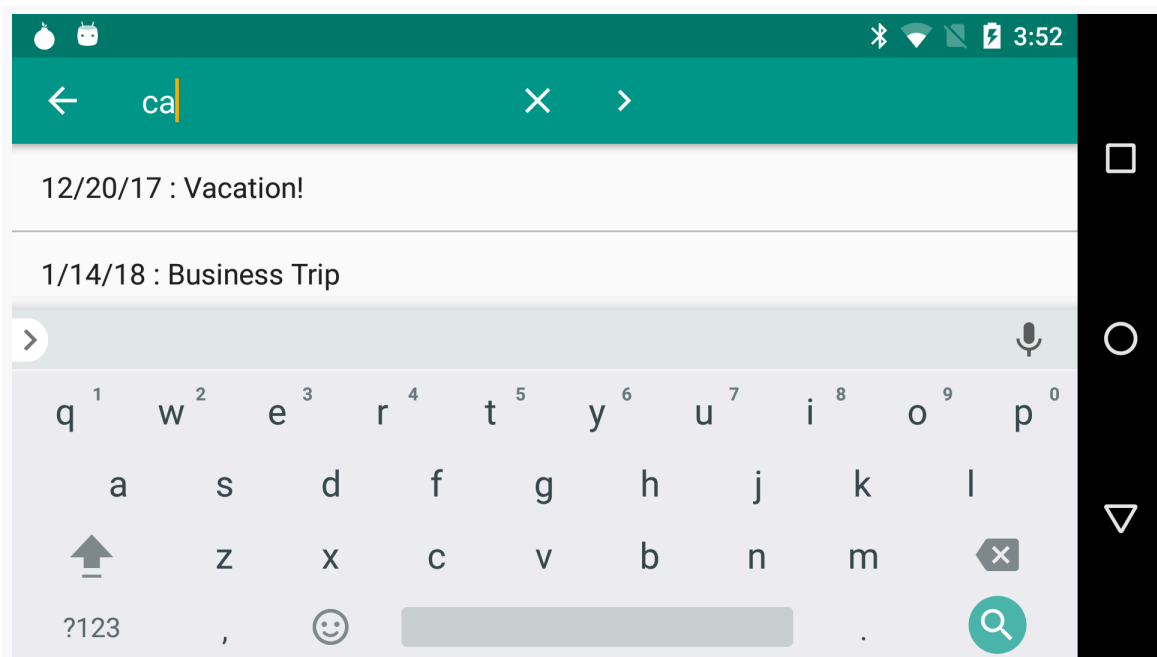 3:52
ca
12/20/17 : Vacation!
1/14/18 : Business Trip
q 1 w 2 e 3 r 4 t 5 y 6 u 7 i 8 o 9 p 0
a s d f g h j k l
z x c v b n m
?123 , .